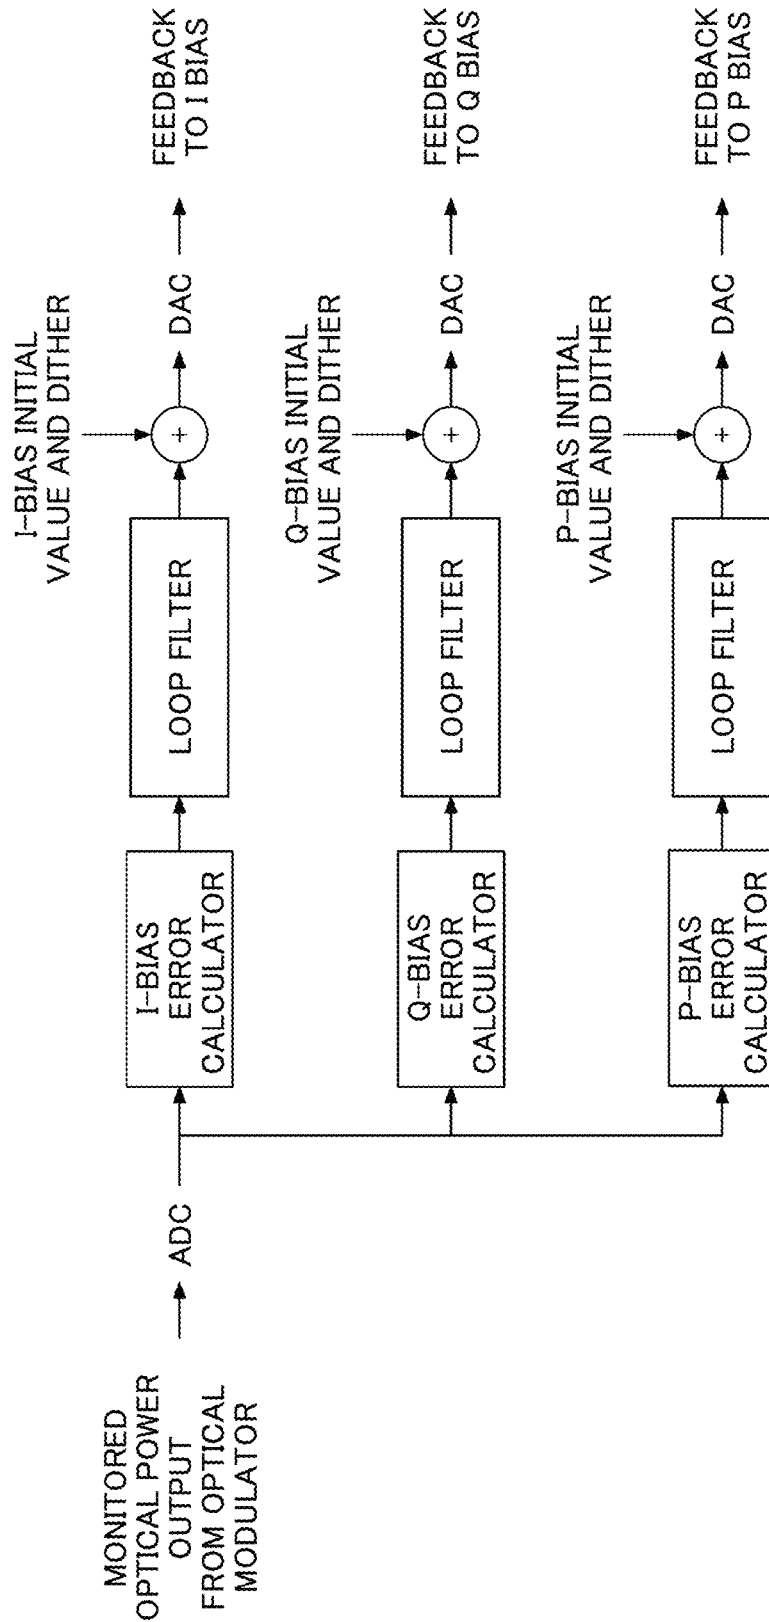 MONITORED
OPTICAL POWER
OUTPUT
FROM OPTICAL
MODULATOR
ADC
I-BIAS
ERROR
CALCULATOR
LOOP FILTER
I-BIAS INITIAL
VALUE AND DITHER
+
DAC
FEEDBACK
TO I BIAS
Q-BIAS
ERROR
CALCULATOR
LOOP FILTER
Q-BIAS INITIAL
VALUE AND DITHER
+
DAC
FEEDBACK
TO Q BIAS
P-BIAS
ERROR
CALCULATOR
LOOP FILTER
P-BIAS INITIAL
VALUE AND DITHER
+
DAC
FEEDBACK
TO P BIAS